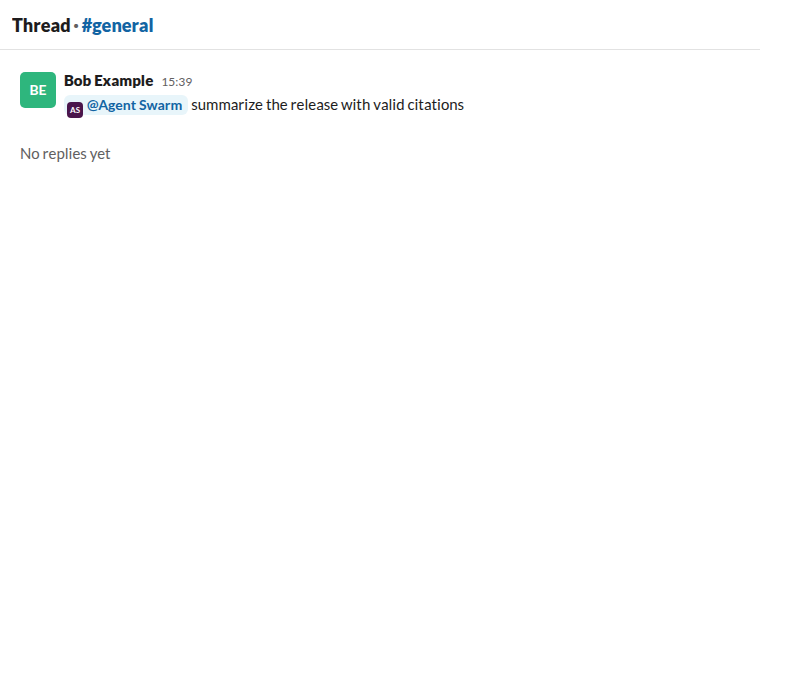 Thread • #general
BE
Bob Example 15:39
AS @Agent Swarm summarize the release with valid citations
No replies yet